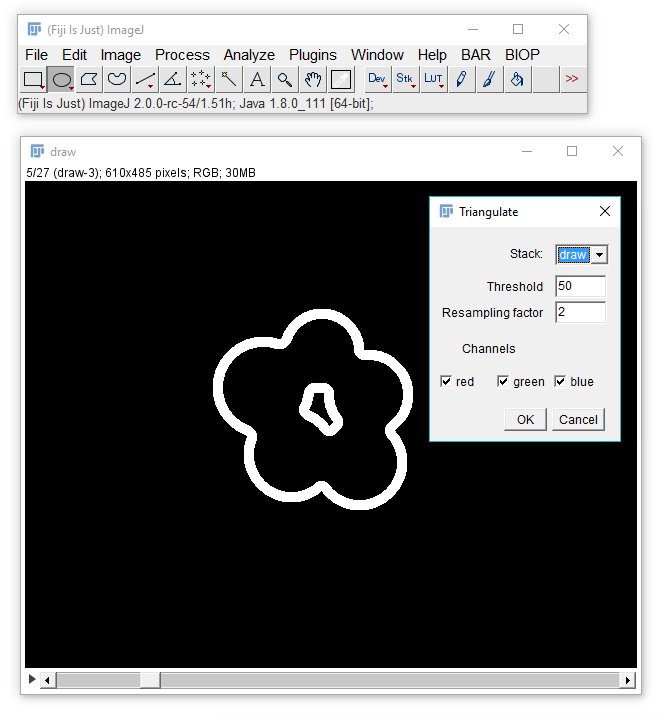 (Fiji Is Just) ImageJ
File Edit Image Process Analyze Plugins Window Help BAR BIOP
A Dev Stk LUT >>
(Fiji Is Just) ImageJ 2.0.0-rc-54/1.51h; Java 1.8.0_111 [64-bit];
draw
5/27 (draw-3); 610x485 pixels; RGB; 30MB
Triangulate
Stack: draw
Threshold 50
Resampling factor 2
Channels
red green blue
OK Cancel